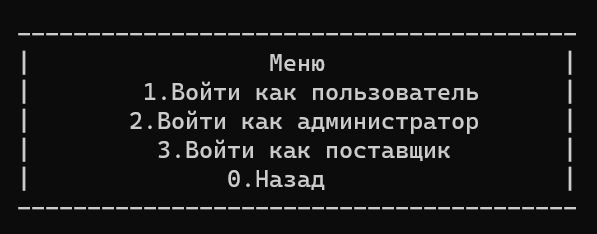 ----------------------------------------
| Меню |
| 1.Войти как пользователь |
| 2.Войти как администратор |
| 3.Войти как поставщик |
| 0.Назад |
----------------------------------------